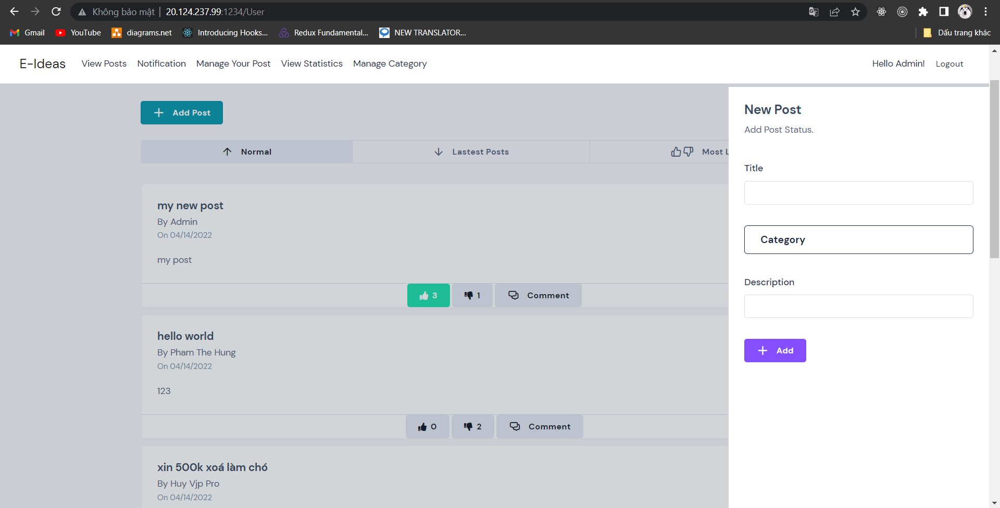 Không bảo mật 20.124.237.99:1234/User
Gmail YouTube diagrams.net Introducing Hooks... Redux Fundamental... NEW TRANSLATOR... Dấu trang khác
E-Ideas View Posts Notification Manage Your Post View Statistics Manage Category Hello Admin! Logout
Add Post
Normal Lastest Posts Most L
my new post
By Admin
On 04/14/2022
my post
3 1 Comment
hello world
By Pham The Hung
On 04/14/2022
123
0 2 Comment
xin 500k xoá làm chó
By Huy Vjp Pro
On 04/14/2022
New Post
Add Post Status.
Title
Category
Description
Add